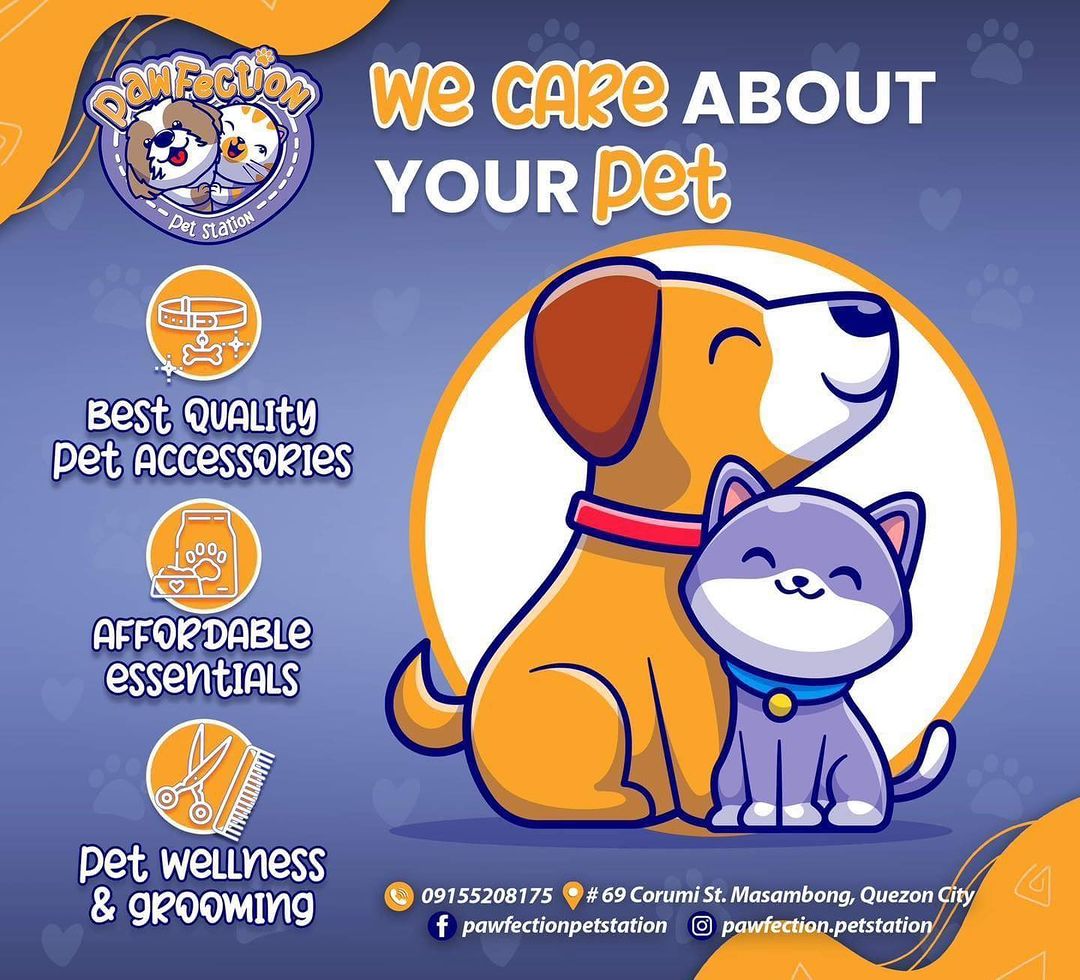 PawFection
Pet Station
We Care ABOUT
YOUR Pet
Best Quality
Pet Accessories
Affordable
Essentials
Pet Wellness
& Grooming
09155208175 # 69 Corumi St. Masambong, Quezon City
pawfectionpetstation pawfection.petstation